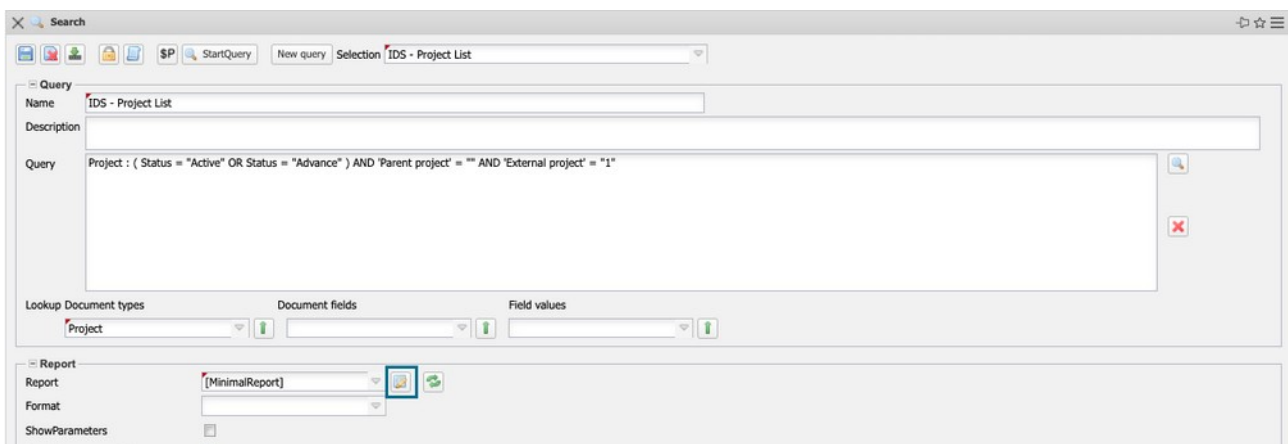 Search
$P StartQuery New query Selection IDS - Project List
Query
Name IDS - Project List
Description
Query Project : ( Status = "Active" OR Status = "Advance" ) AND 'Parent project' = "" AND 'External project' = "1"
Lookup Document types Document fields Field values
Project
Report
Report [MinimalReport]
Format
ShowParameters